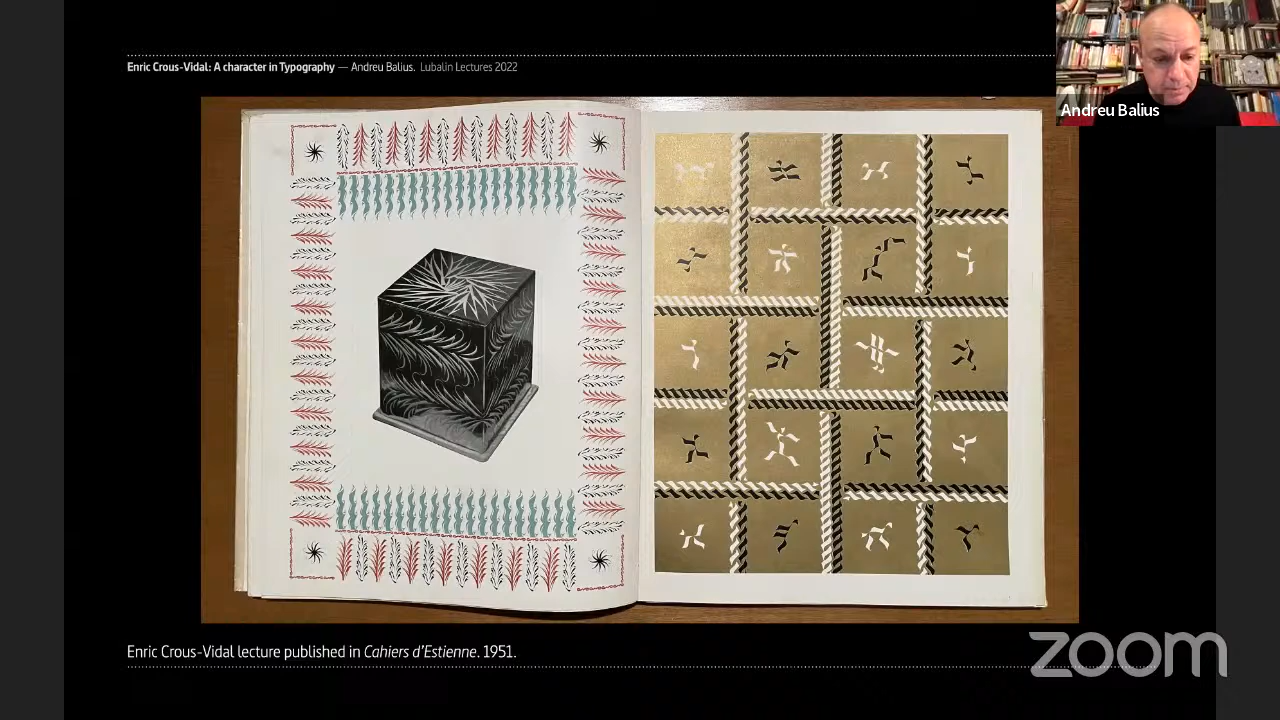 Enric Crous-Vidal: A character in Typography — Andreu Balius. Lubalin Lectures 2022
Andreu Balius
Enric Crous-Vidal lecture published in Cahiers d'Estienne. 1951.
zoom